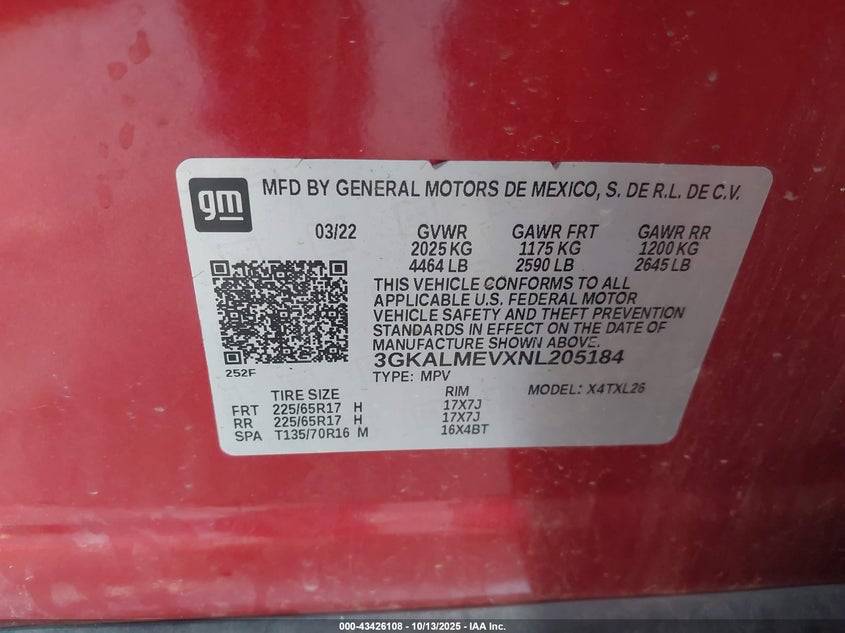 gm
MFD BY GENERAL MOTORS DE MEXICO, S. DE R.L. DE C.V.
03/22 GVWR GAWR FRT GAWR RR
2025 KG 1175 KG 1200 KG
4464 LB 2590 LB 2645 LB
THIS VEHICLE CONFORMS TO ALL
APPLICABLE U.S. FEDERAL MOTOR
VEHICLE SAFETY AND THEFT PREVENTION
STANDARDS IN EFFECT ON THE DATE OF
MANUFACTURE SHOWN ABOVE.
252F
3GKALMEVXNL205184
TYPE: MPV
TIRE SIZE RIM MODEL: X4TXL26
FRT 225/65R17 H 17X7J
RR 225/65R17 H 17X7J
SPA T135/70R16 M 16X4BT
000-43426108 - 10/13/2025 - IAA Inc.